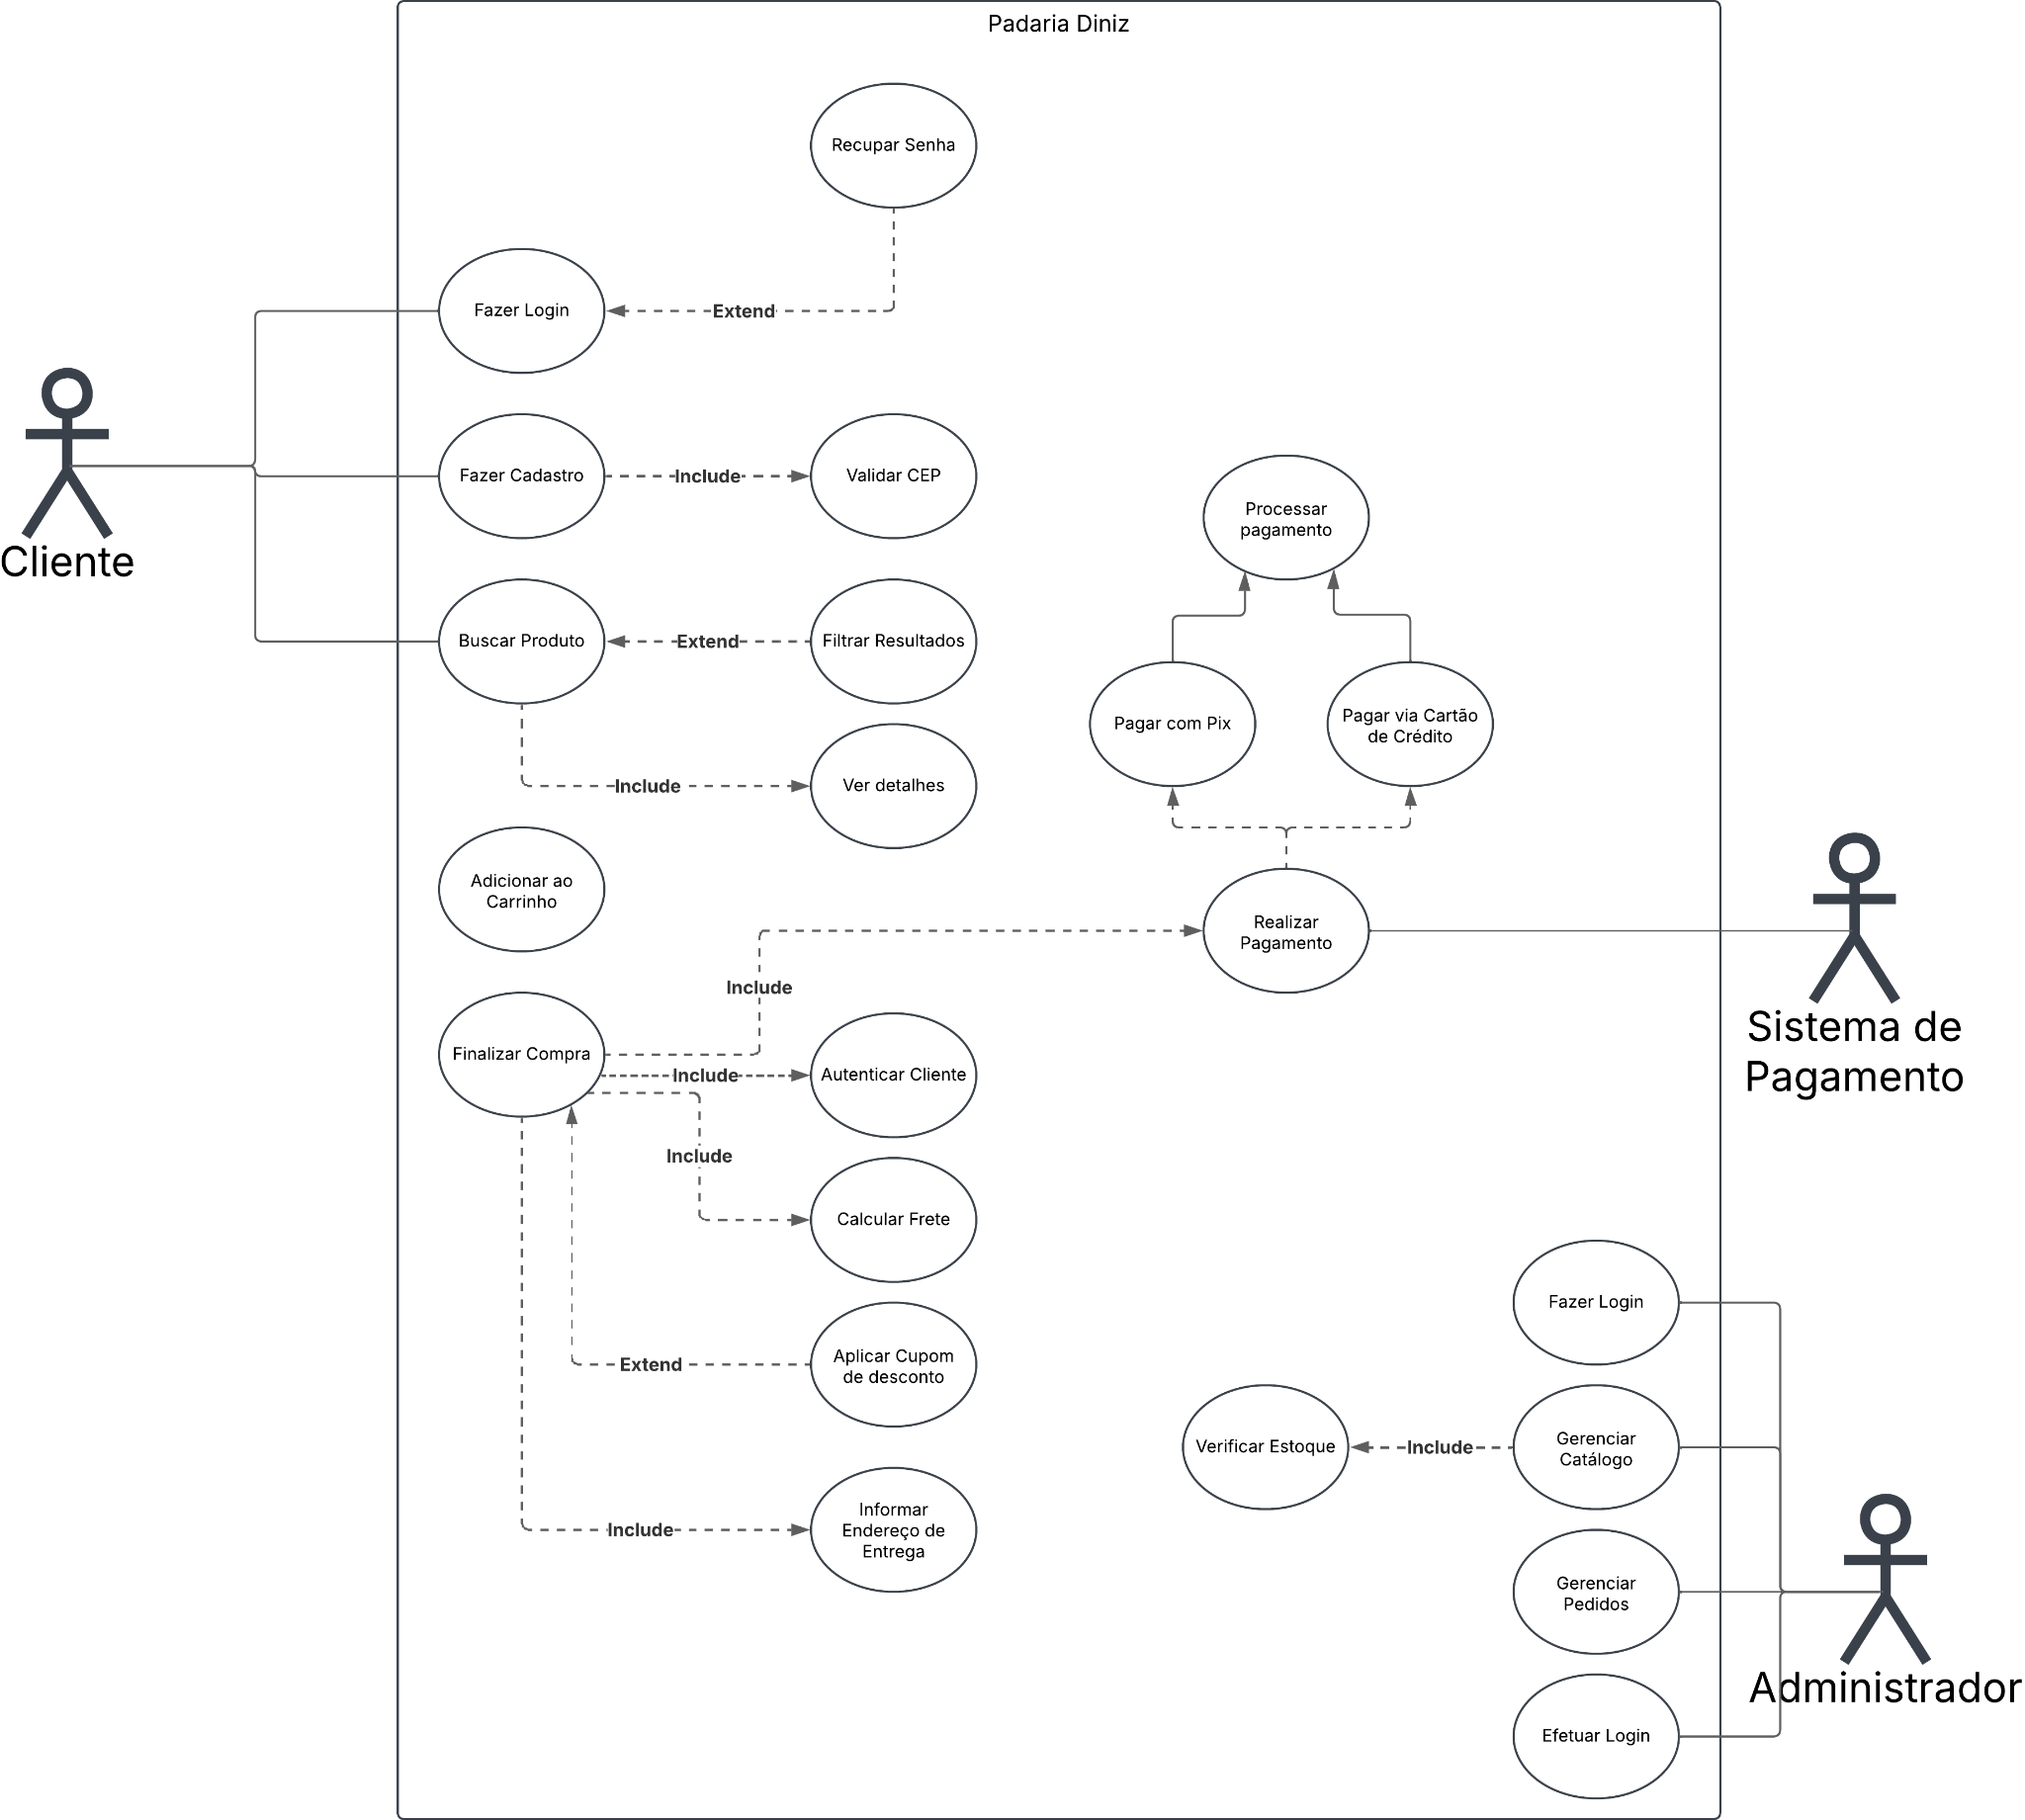 Padaria Diniz
Recupar Senha
Fazer Login
Extend
Cliente
Fazer Cadastro
Include
Validar CEP
Processar
pagamento
Buscar Produto
Extend
Filtrar Resultados
Pagar com Pix
Pagar via Cartão
de Crédito
Include
Ver detalhes
Adicionar ao
Carrinho
Realizar
Pagamento
Include
Sistema de
Pagamento
Finalizar Compra
Include
Autenticar Cliente
Include
Calcular Frete
Extend
Aplicar Cupom
de desconto
Include
Informar
Endereço de
Entrega
Fazer Login
Verificar Estoque
Include
Gerenciar
Catálogo
Gerenciar
Pedidos
Administrador
Efetuar Login